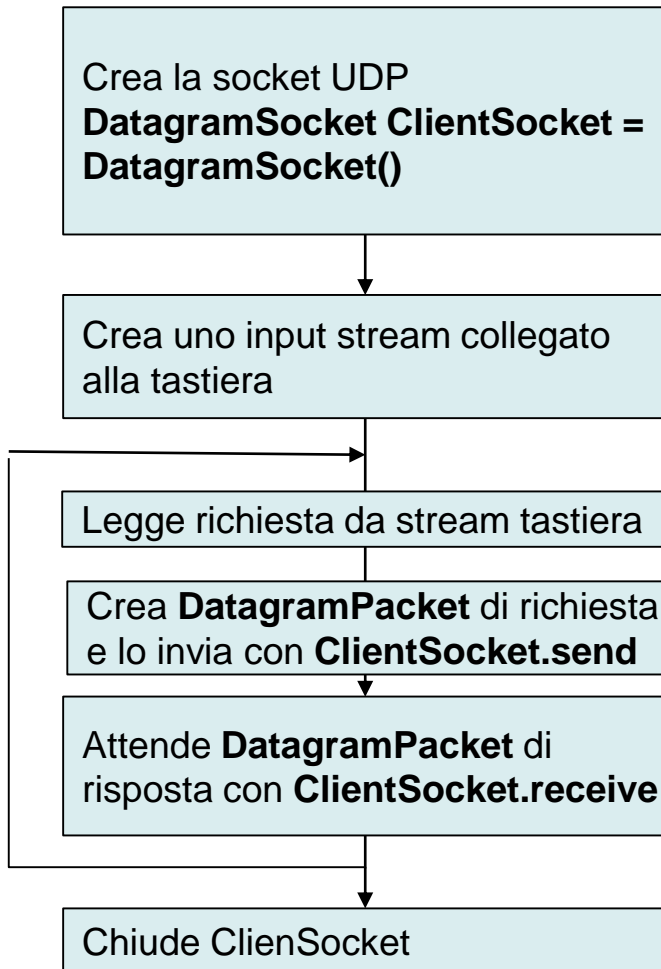 Crea la socket UDP
DatagramSocket ClientSocket =
DatagramSocket()
Crea uno input stream collegato
alla tastiera
Legge richiesta da stream tastiera
Crea DatagramPacket di richiesta
e lo invia con ClientSocket.send
Attende DatagramPacket di
risposta con ClientSocket.receive
Chiude ClienSocket